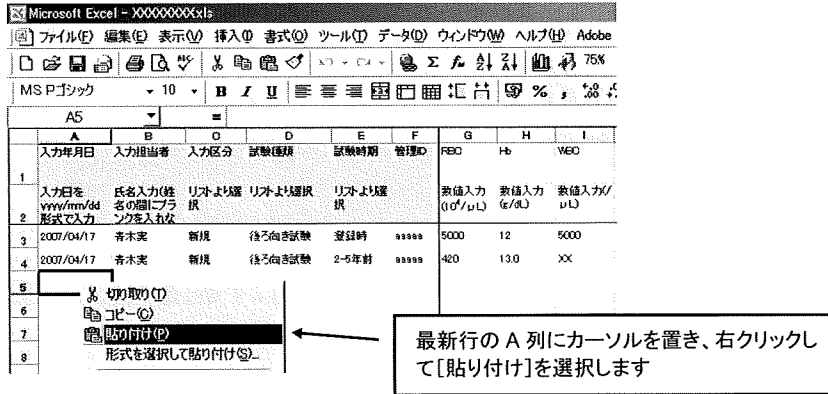 Microsoft Excel - XXXXXXXX.xls
ファイル(F) 編集(E) 表示(V) 挿入(I) 書式(O) ツール(T) データ(D) ウィンドウ(W) ヘルプ(H) Adobe
75%
MS Pゴシック 10 B I U
A5 =
A B C D E F G H I
1 入力年月日 入力担当者 入力区分 試験種類 試験時期 管理ID RBC Hb WBC
2 入力日を yyyy/mm/dd 形式で入力 氏名入力(姓名の間にブランクを入れな リストより選択 リストより選択 リストより選択 数値入力 (10⁴/μL) 数値入力 (g/dL) 数値入力(/μL)
3 2007/04/17 青木実 新規 後ろ向き試験 登録時 aaaaa 5000 12 5000
4 2007/04/17 青木実 新規 後ろ向き試験 2-5年前 aaaaa 420 13.0 XX
5
切り取り(T)
6
コピー(C)
7
貼り付け(P)
8
形式を選択して貼り付け(S)...
最新行の A 列にカーソルを置き、右クリックし
て[貼り付け]を選択します